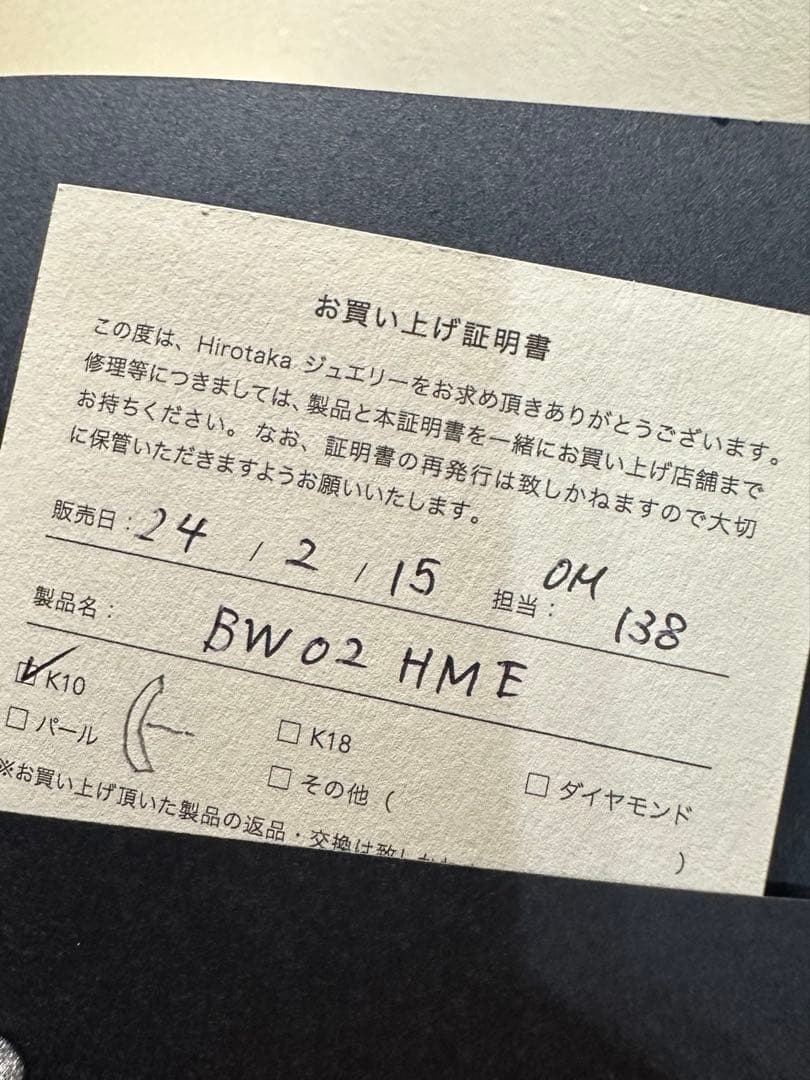 お買い上げ証明書
この度は、Hirotaka ジュエリーをお求め頂きありがとうございます。
修理等につきましては、製品と本証明書を一緒にお買い上げ店舗まで
お持ちください。なお、証明書の再発行は致しかねますので大切
に保管いただきますようお願いいたします。
販売日：24 / 2 / 15 担当：OM 138
製品名： BW02 HME
☑ K10 □ K18 □ ダイヤモンド
□ パール □ その他（ ）
※お買い上げ頂いた製品の返品・交換は致しかね